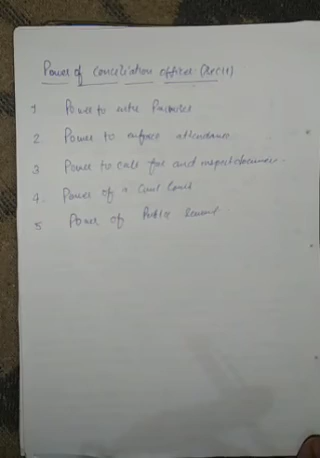 Power of Conciliation officer (Sec 11)
1 Power to enter Premises
2. Power to enforce attendance.
3 Power to call for and inspect documents.
4. Power of a Civil Court
5 Power of Public Servant